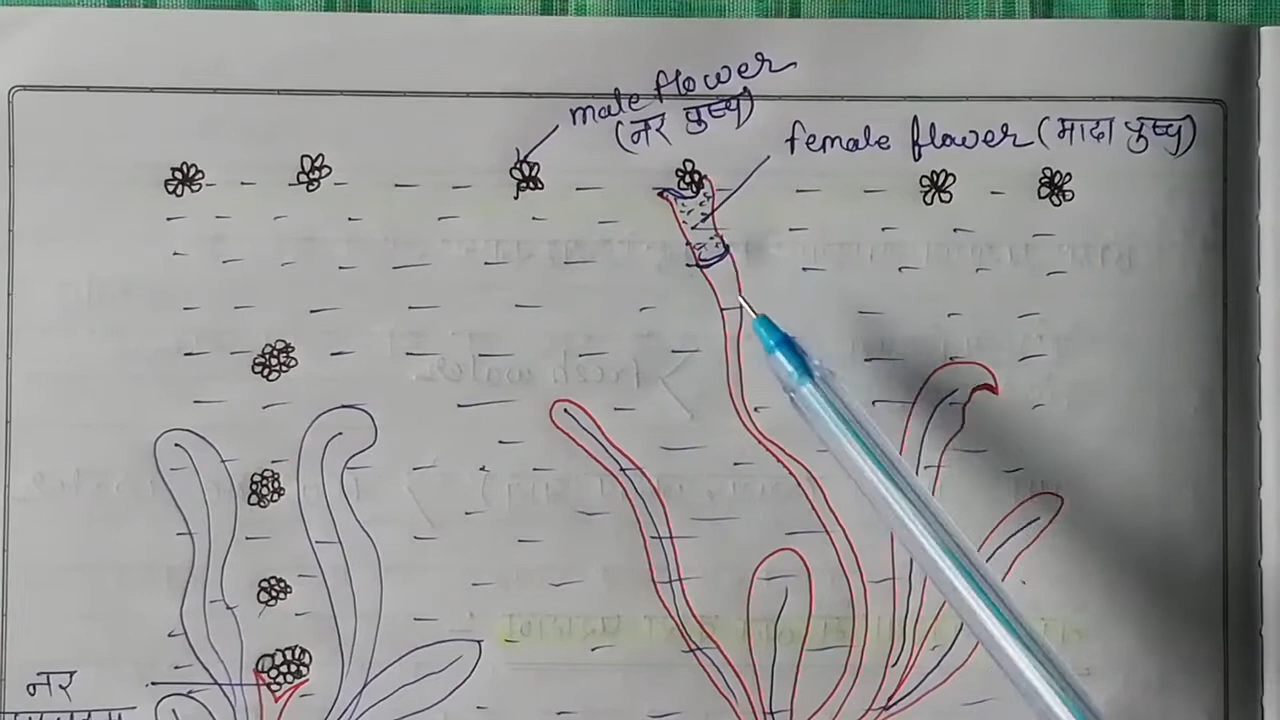 male flower
(नर पुष्प)
female flower (मादा पुष्प)
नर